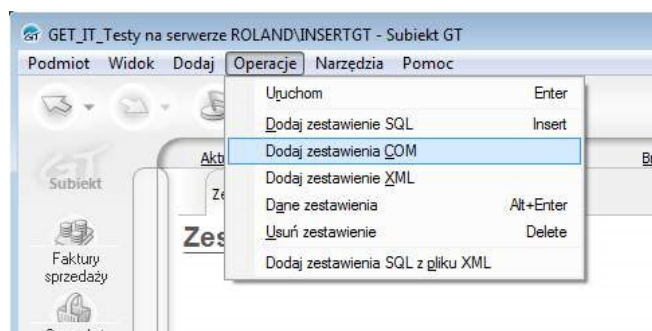 GET_IT_Testy na serwerze ROLAND\INSERTGT - Subiekt GT
Podmiot Widok Dodaj Operacje Narzędzia Pomoc
Uruchom Enter
Dodaj zestawienie SQL Insert
Dodaj zestawienia COM
Dodaj zestawienie XML
Dane zestawienia Alt+Enter
Usuń zestawienie Delete
Dodaj zestawienia SQL z pliku XML
GT
Subiekt
Faktury
sprzedaży